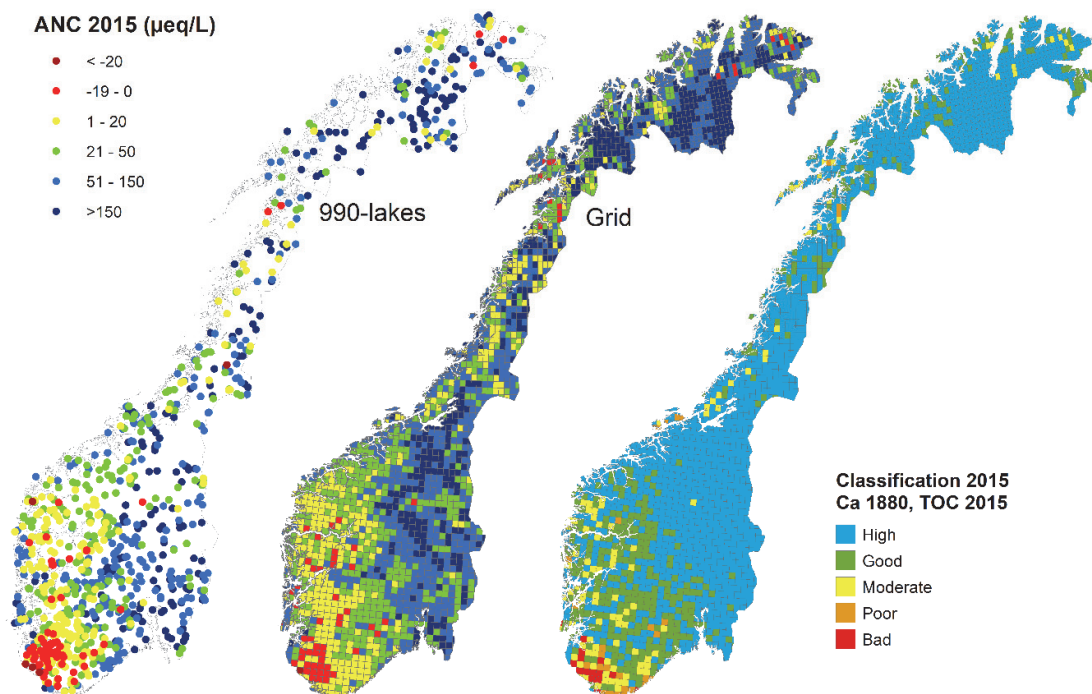 ANC 2015 (µeq/L)
< -20
-19 - 0
1 - 20
21 - 50
51 - 150
>150
990-lakes
Grid
Classification 2015
Ca 1880, TOC 2015
High
Good
Moderate
Poor
Bad